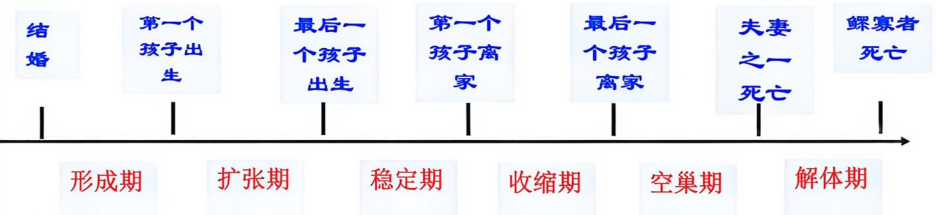 结
婚
第一个
孩子出
生
最后一
个孩子
出生
第一个
孩子离
家
最后一
个孩子
离家
夫妻
之一
死亡
鳏寡者
死亡
形成期
扩张期
稳定期
收缩期
空巢期
解体期